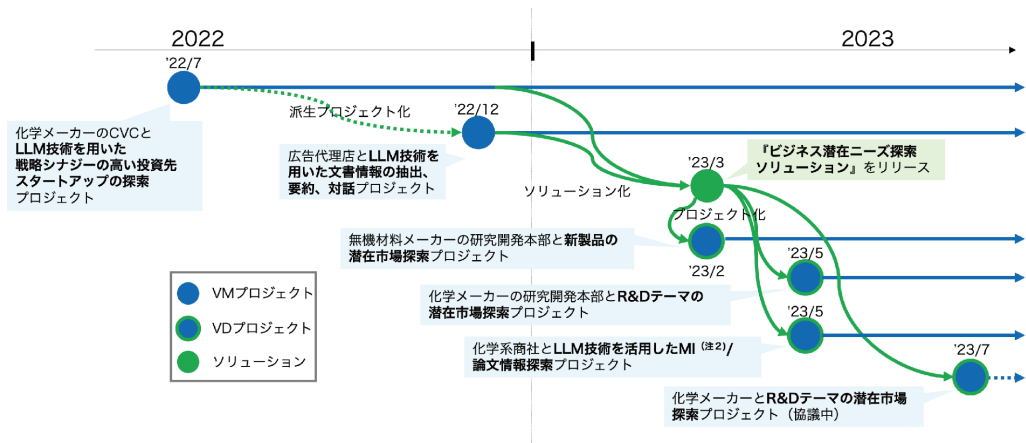 2022
2023
'22/7
派生プロジェクト化
'22/12
化学メーカーのCVCと
LLM技術を用いた
戦略シナジーの高い投資先
スタートアップの探索
プロジェクト
広告代理店とLLM技術を
用いた文書情報の抽出、
要約、対話プロジェクト
ソリューション化
'23/3
『ビジネス潜在ニーズ探索
ソリューション』をリリース
プロジェクト化
無機材料メーカーの研究開発本部と新製品の
潜在市場探索プロジェクト
'23/2
'23/5
化学メーカーの研究開発本部とR&Dテーマの
潜在市場探索プロジェクト
'23/5
化学系商社とLLM技術を活用したMI（注2）/
論文情報探索プロジェクト
'23/7
化学メーカーとR&Dテーマの潜在市場
探索プロジェクト（協議中）
VMプロジェクト
VDプロジェクト
ソリューション